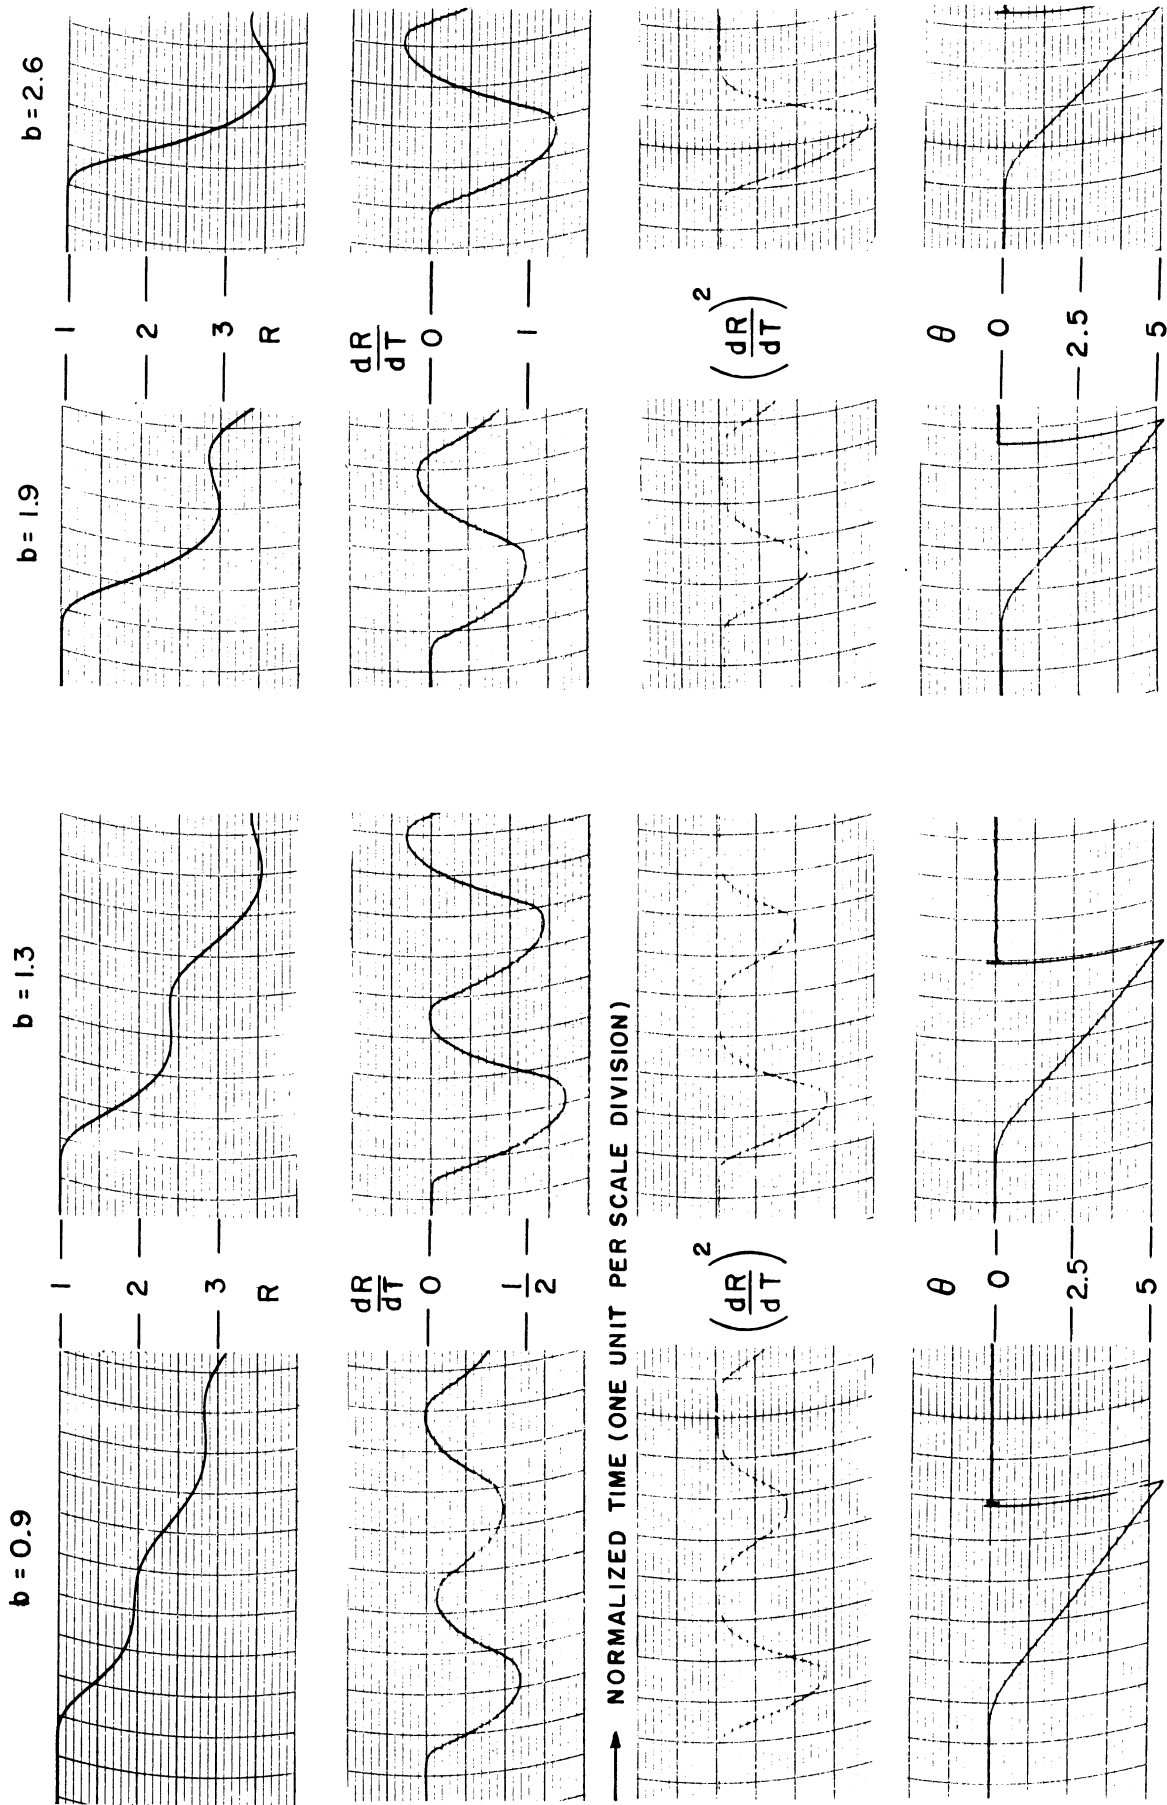 b = 0.9
b = 1.3
b = 1.9
b = 2.6
1
2
3
R
1
2
3
R
dR
dT
0
1
2
dR
dT
0
1
NORMALIZED TIME (ONE UNIT PER SCALE DIVISION)
(dR/dT)²
(dR/dT)²
θ
0
2.5
5
θ
0
2.5
5